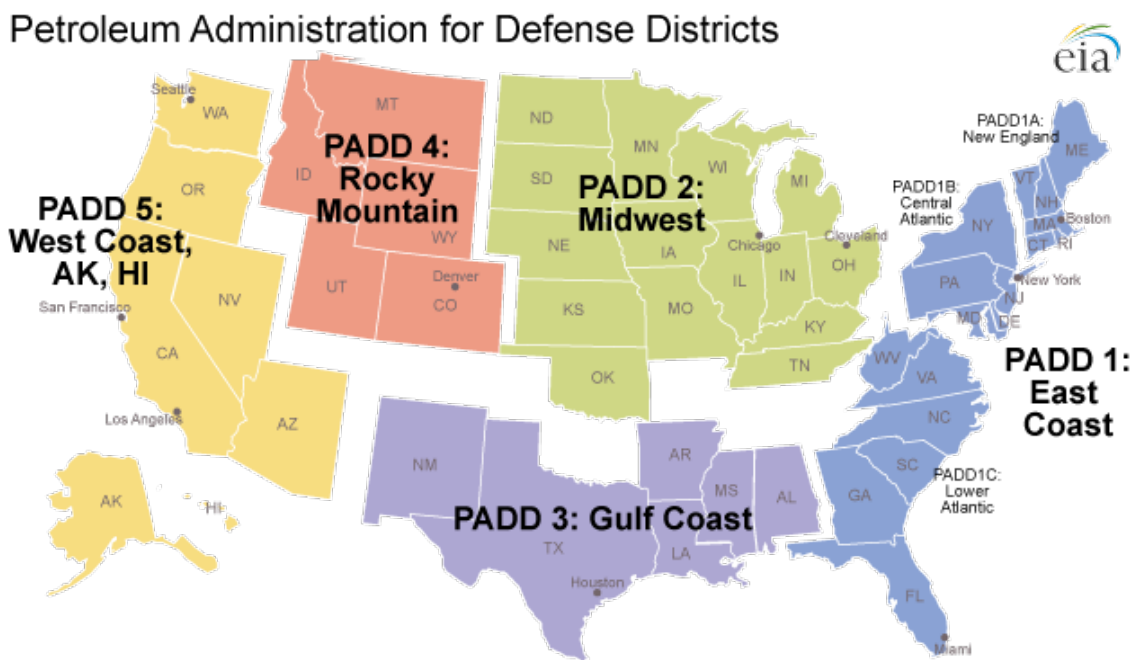 Petroleum Administration for Defense Districts
eia
Seattle
WA
OR
PADD 5:
West Coast,
AK, HI
San Francisco
NV
CA
Los Angeles
AZ
AK
HI
MT
PADD 4:
Rocky
Mountain
ID
WY
UT
Denver
CO
ND
MN
SD
WI
MI
PADD 2:
Midwest
NE
IA
Chicago
Cleveland
IL
IN
OH
KS
MO
KY
TN
OK
NM
AR
MS
AL
PADD 3: Gulf Coast
TX
LA
Houston
PADD1A:
New England
ME
VT
NH
PADD1B:
Central
Atlantic
NY
MA
Boston
CT
RI
PA
New York
NJ
MD
DE
PADD 1:
East
Coast
WV
VA
NC
SC
PADD1C:
Lower
Atlantic
GA
FL
Miami